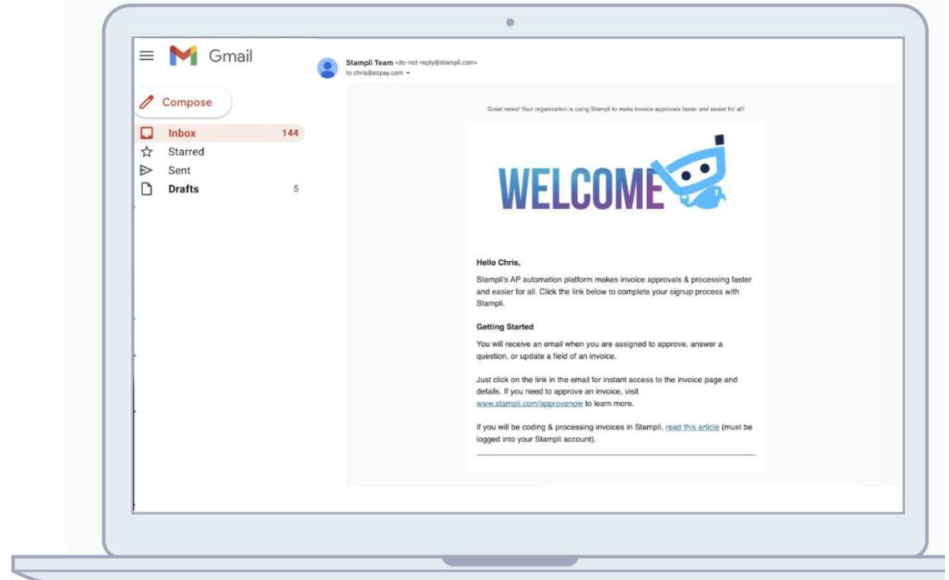 Gmail
Compose
Inbox 144
Starred
Sent
Drafts 5
Stampli Team <do-not-reply@stampli.com>
to chris@ezpay.com
Great news! Your organization is using Stampli to make invoice approvals faster and easier for all!
WELCOME
Hello Chris,
Stampli's AP automation platform makes invoice approvals & processing faster
and easier for all. Click the link below to complete your signup process with
Stampli.
Getting Started
You will receive an email when you are assigned to approve, answer a
question, or update a field of an invoice.
Just click on the link in the email for instant access to the invoice page and
details. If you need to approve an invoice, visit
www.stampli.com/approvenow to learn more.
If you will be coding & processing invoices in Stampli, read this article (must be
logged into your Stampli account).